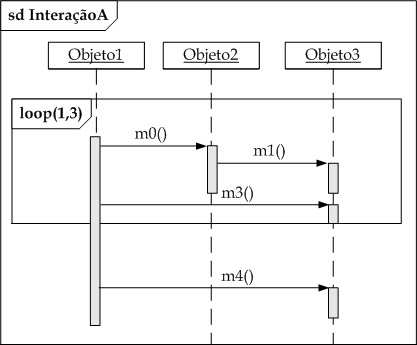 sd InteraçãoA
Objeto1
Objeto2
Objeto3
loop(1,3)
m0()
m1()
m3()
m4()